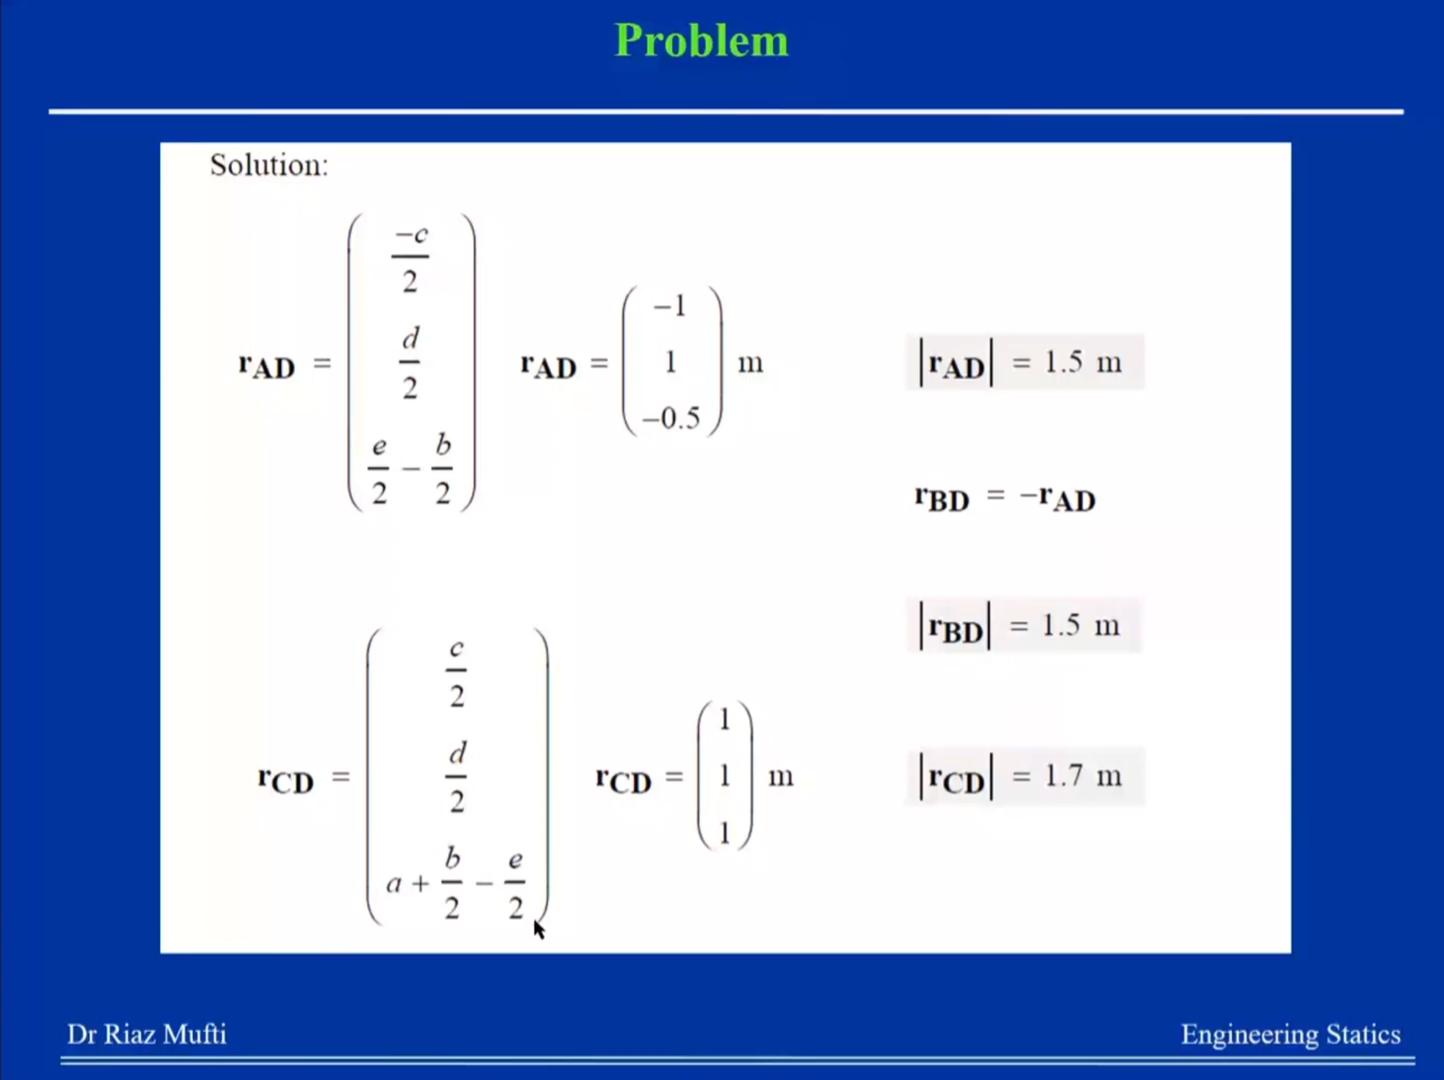 Problem
Solution:
rAD = ( −c/2 d/2 e/2 − b/2 ) rAD = ( −1 1 −0.5 ) m |rAD| = 1.5 m
rBD = −rAD
|rBD| = 1.5 m
rCD = ( c/2 d/2 a + b/2 − e/2 ) rCD = ( 1 1 1 ) m |rCD| = 1.7 m
Dr Riaz Mufti Engineering Statics